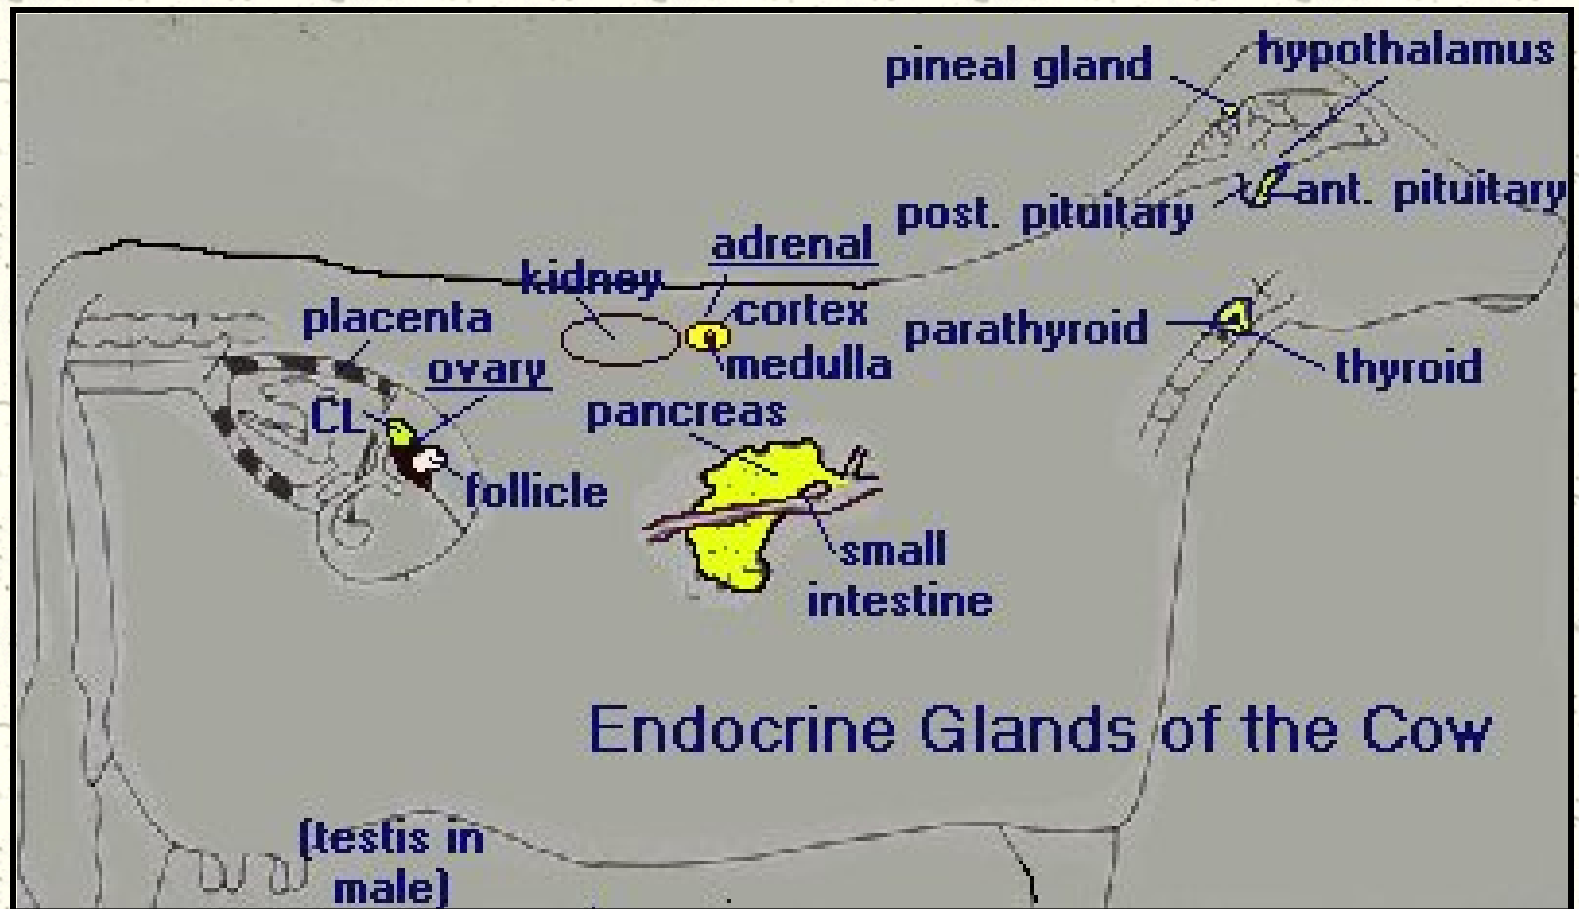 pineal gland
hypothalamus
post. pituitary
ant. pituitary
adrenal
kidney
cortex
medulla
placenta
ovary
CL
follicle
pancreas
small
intestine
parathyroid
thyroid
Endocrine Glands of the Cow
(testis in
male)